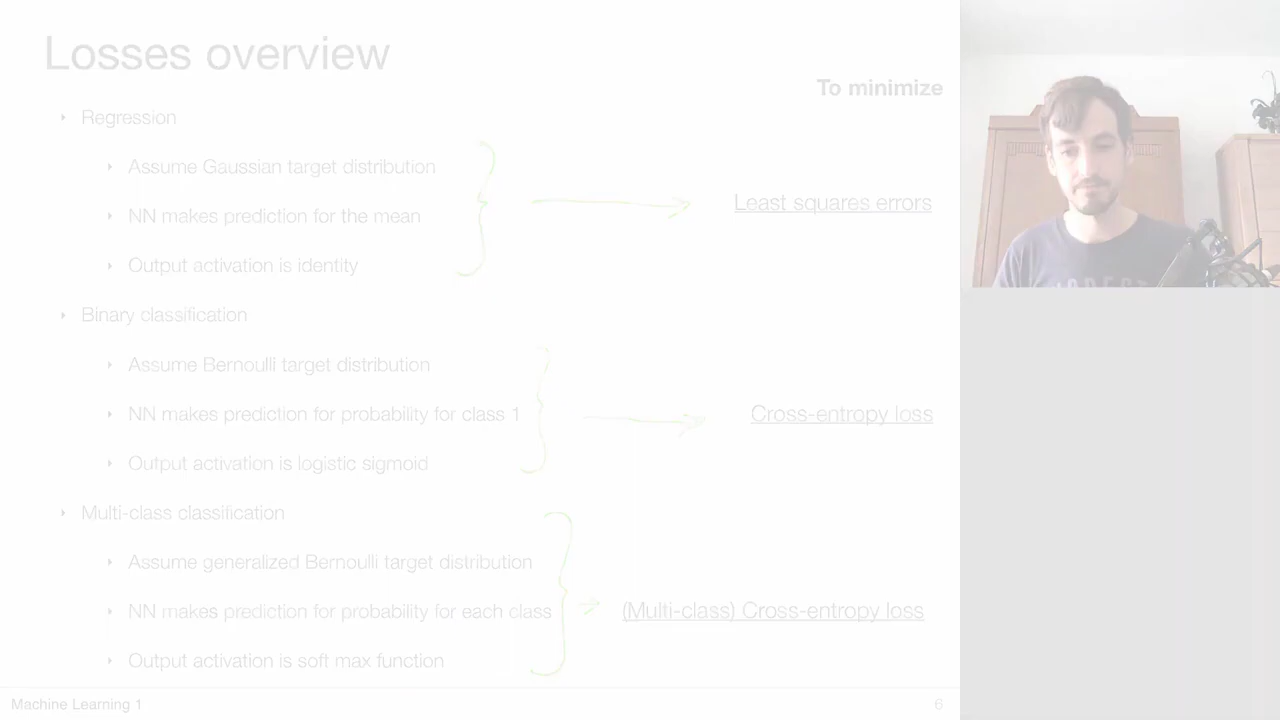 Losses overview
To minimize
Regression
Assume Gaussian target distribution
NN makes prediction for the mean
Least squares errors
Output activation is identity
Binary classification
Assume Bernoulli target distribution
NN makes prediction for probability for class 1
Cross-entropy loss
Output activation is logistic sigmoid
Multi-class classification
Assume generalized Bernoulli target distribution
NN makes prediction for probability for each class
(Multi-class) Cross-entropy loss
Output activation is soft max function
Machine Learning 1
6